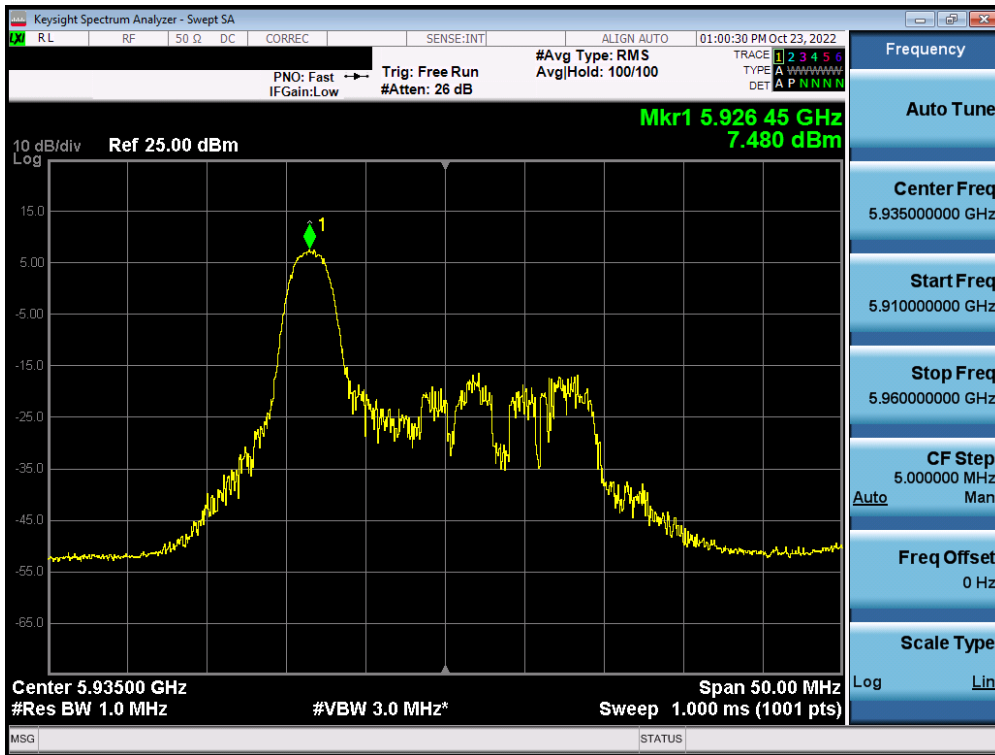 Keysight Spectrum Analyzer - Swept SA
LXI RL RF 50 Ω DC CORREC SENSE:INT ALIGN AUTO 01:00:30 PM Oct 23, 2022
PNO: Fast
IFGain:Low
Trig: Free Run
#Atten: 26 dB
#Avg Type: RMS
Avg|Hold: 100/100
TRACE 1 2 3 4 5 6
TYPE A WWWWW
DET A P N N N N
Mkr1 5.926 45 GHz
7.480 dBm
10 dB/div Ref 25.00 dBm
Log
1
15.0
5.00
-5.00
-15.0
-25.0
-35.0
-45.0
-55.0
-65.0
Center 5.93500 GHz Span 50.00 MHz
#Res BW 1.0 MHz #VBW 3.0 MHz* Sweep 1.000 ms (1001 pts)
MSG STATUS
Frequency
Auto Tune
Center Freq
5.935000000 GHz
Start Freq
5.910000000 GHz
Stop Freq
5.960000000 GHz
CF Step
5.000000 MHz
Auto Man
Freq Offset
0 Hz
Scale Type
Log Lin